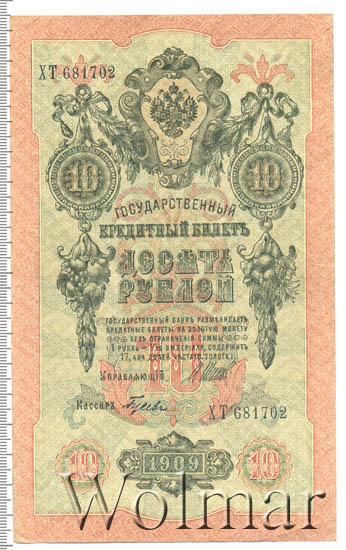 ХТ 681702
10 10
ГОСУДАРСТВЕННЫЙ
КРЕДИТНЫЙ БИЛЕТЪ
ДЕСЯТЬ
РУБЛЕЙ
ГОСУДАРСТВЕННЫЙ БАНКЪ РАЗМѢНИВАЕТЪ
КРЕДИТНЫЕ БИЛЕТЫ НА ЗОЛОТУЮ МОНЕТУ
БЕЗЪ ОГРАНИЧЕНІЯ СУММЫ
(1 РУБЛЬ = 1/15 ИМПЕРІАЛА, СОДЕРЖИТЪ
17,424 ДОЛЕЙ ЧИСТАГО ЗОЛОТА).
10
УПРАВЛЯЮЩІЙ
Кассиръ
ХТ 681702
10 1909 10
Wolmar